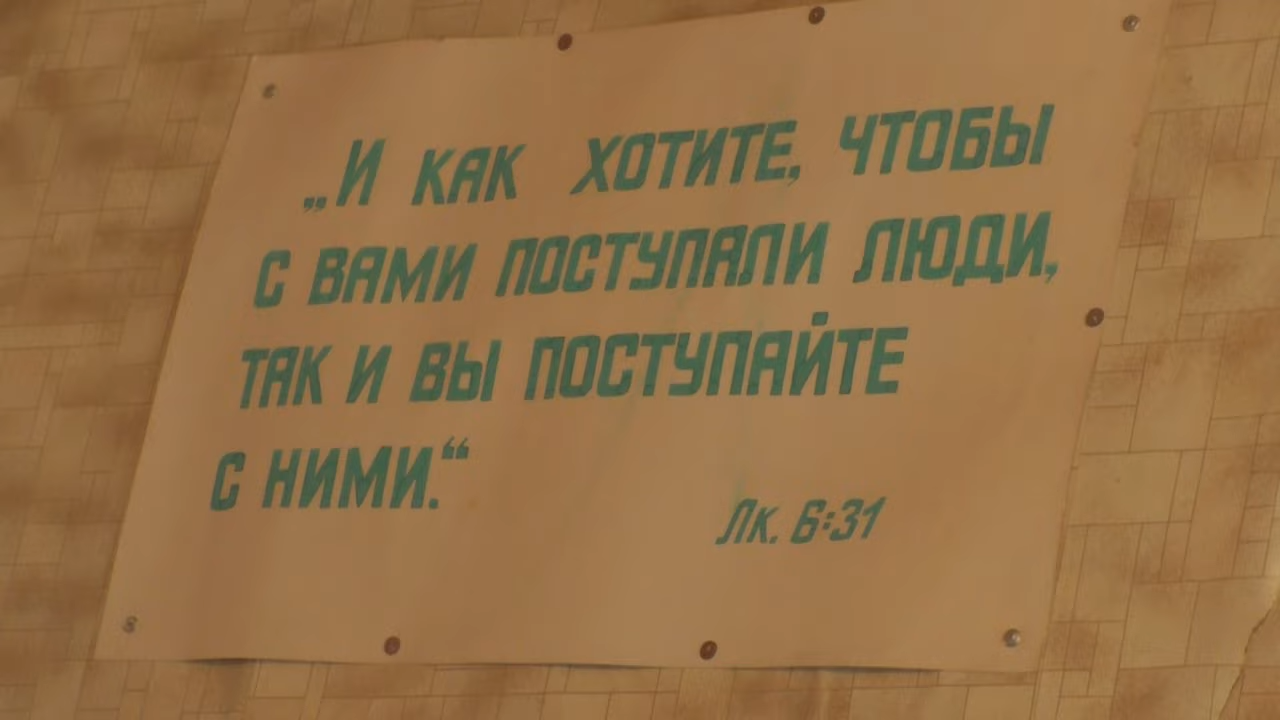 „И КАК ХОТИТЕ, ЧТОБЫ
С ВАМИ ПОСТУПАЛИ ЛЮДИ,
ТАК И ВЫ ПОСТУПАЙТЕ
С НИМИ.“
Лк. 6:31